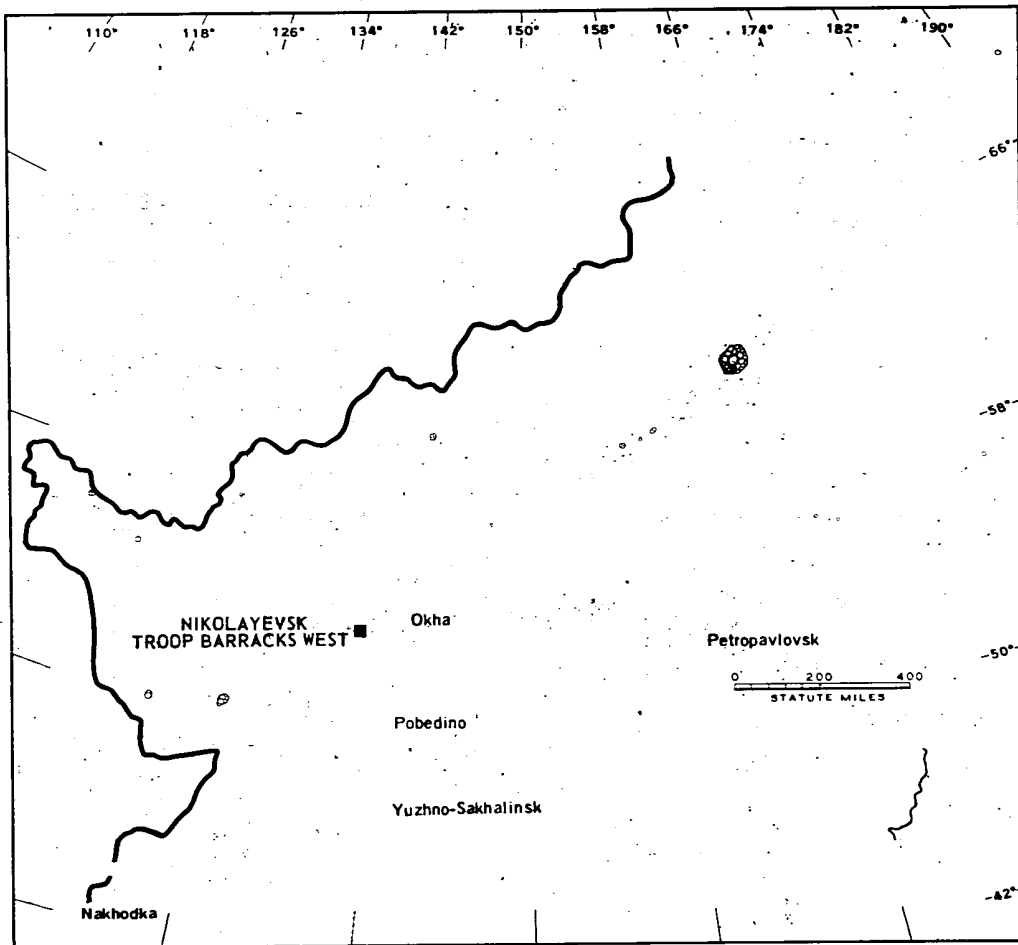 110° 118° 126° 134° 142° 150° 158° 166° 174° 182° 190°
66°
58°
NIKOLAYEVSK
TROOP BARRACKS WEST
Okha
Petropavlovsk
50°
0 200 400
STATUTE MILES
Pobedino
Yuzhno-Sakhalinsk
42°
Nakhodka